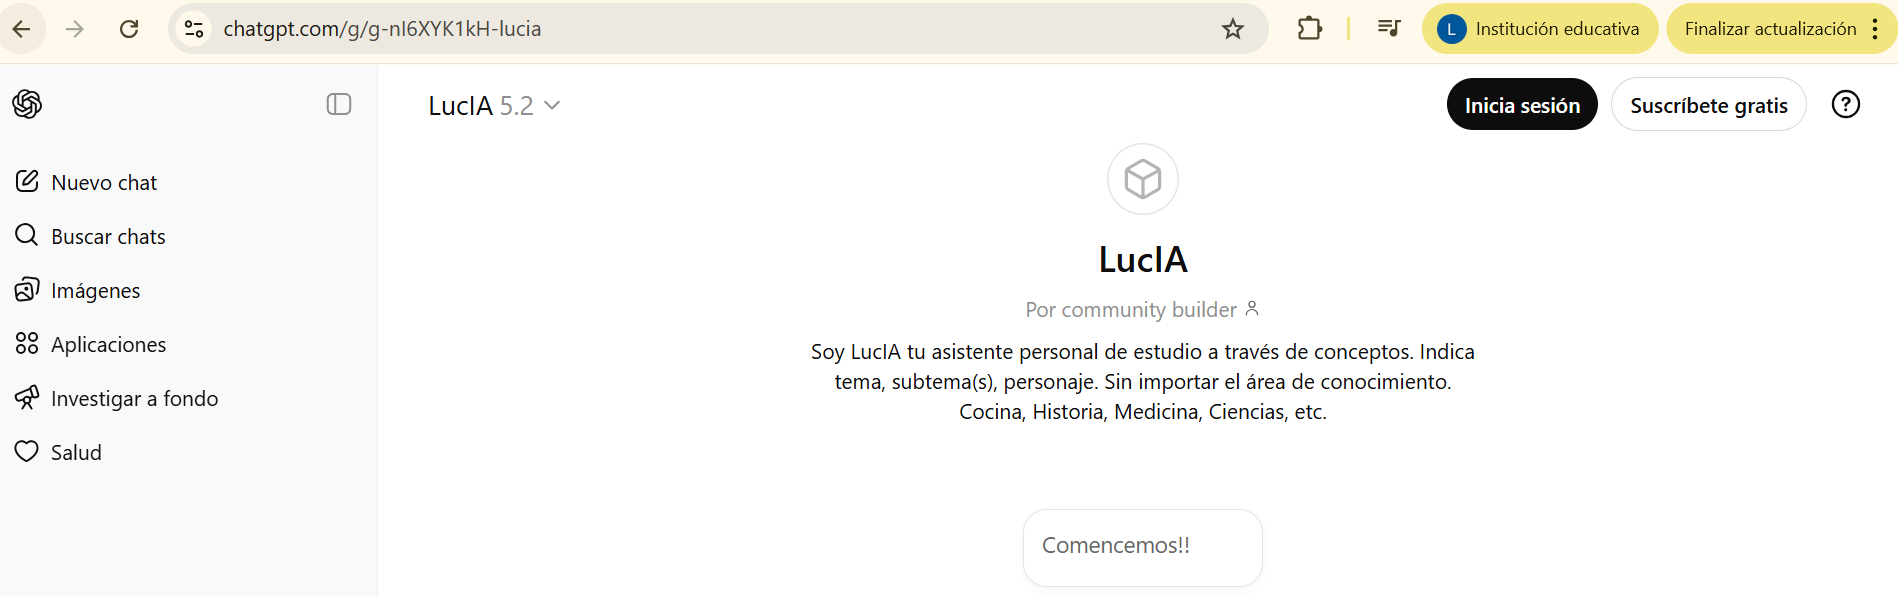 chatgpt.com/g/g-nI6XYK1kH-lucia
L Institución educativa
Finalizar actualización
LucIA 5.2
Inicia sesión
Suscríbete gratis
?
Nuevo chat
Buscar chats
Imágenes
Aplicaciones
Investigar a fondo
Salud
LucIA
Por community builder
Soy LucIA tu asistente personal de estudio a través de conceptos. Indica
tema, subtema(s), personaje. Sin importar el área de conocimiento.
Cocina, Historia, Medicina, Ciencias, etc.
Comencemos!!